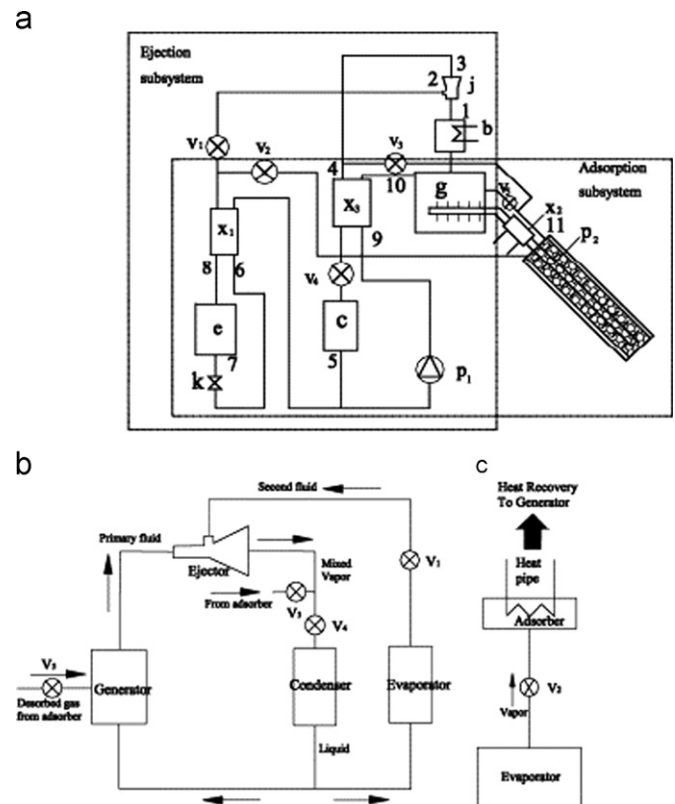 a
Ejection
subsystem
3
2
j
1
b
V1
V2
V3
4
10
g
Adsorption
subsystem
X3
X2
11
P2
X1
9
8
6
V4
e
c
7
5
k
P1
b
c
Second fluid
Heat Recovery
To Generator
Primary fluid
Ejector
Mixed
Vapor
V1
Heat
pipe
From adsorber
V3
V4
Adsorber
V2
Generator
Condenser
Evaporator
Desorbed gas
from adsorber
Vapor
Liquid
Evaporator